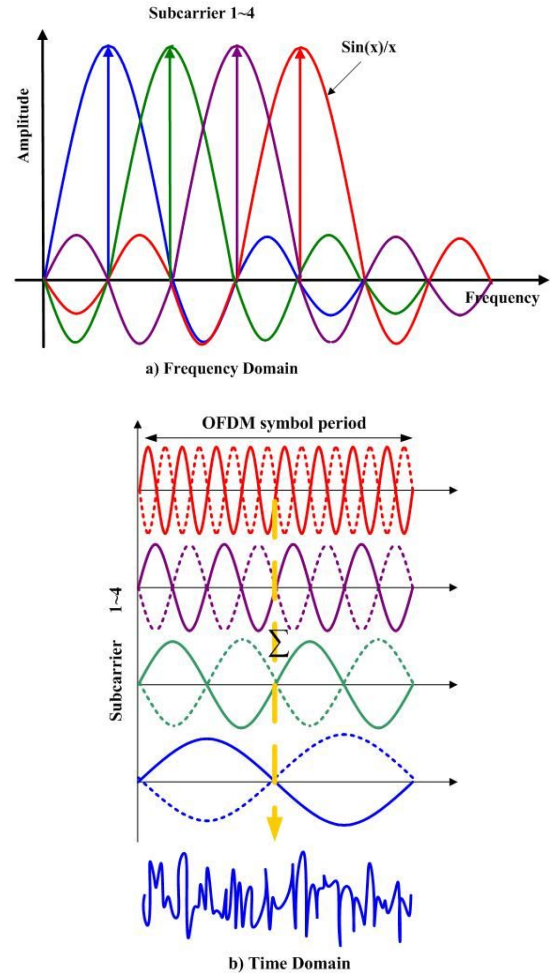 Subcarrier 1~4
Sin(x)/x
Amplitude
Frequency
a) Frequency Domain
OFDM symbol period
Subcarrier 1~4
∑
b) Time Domain